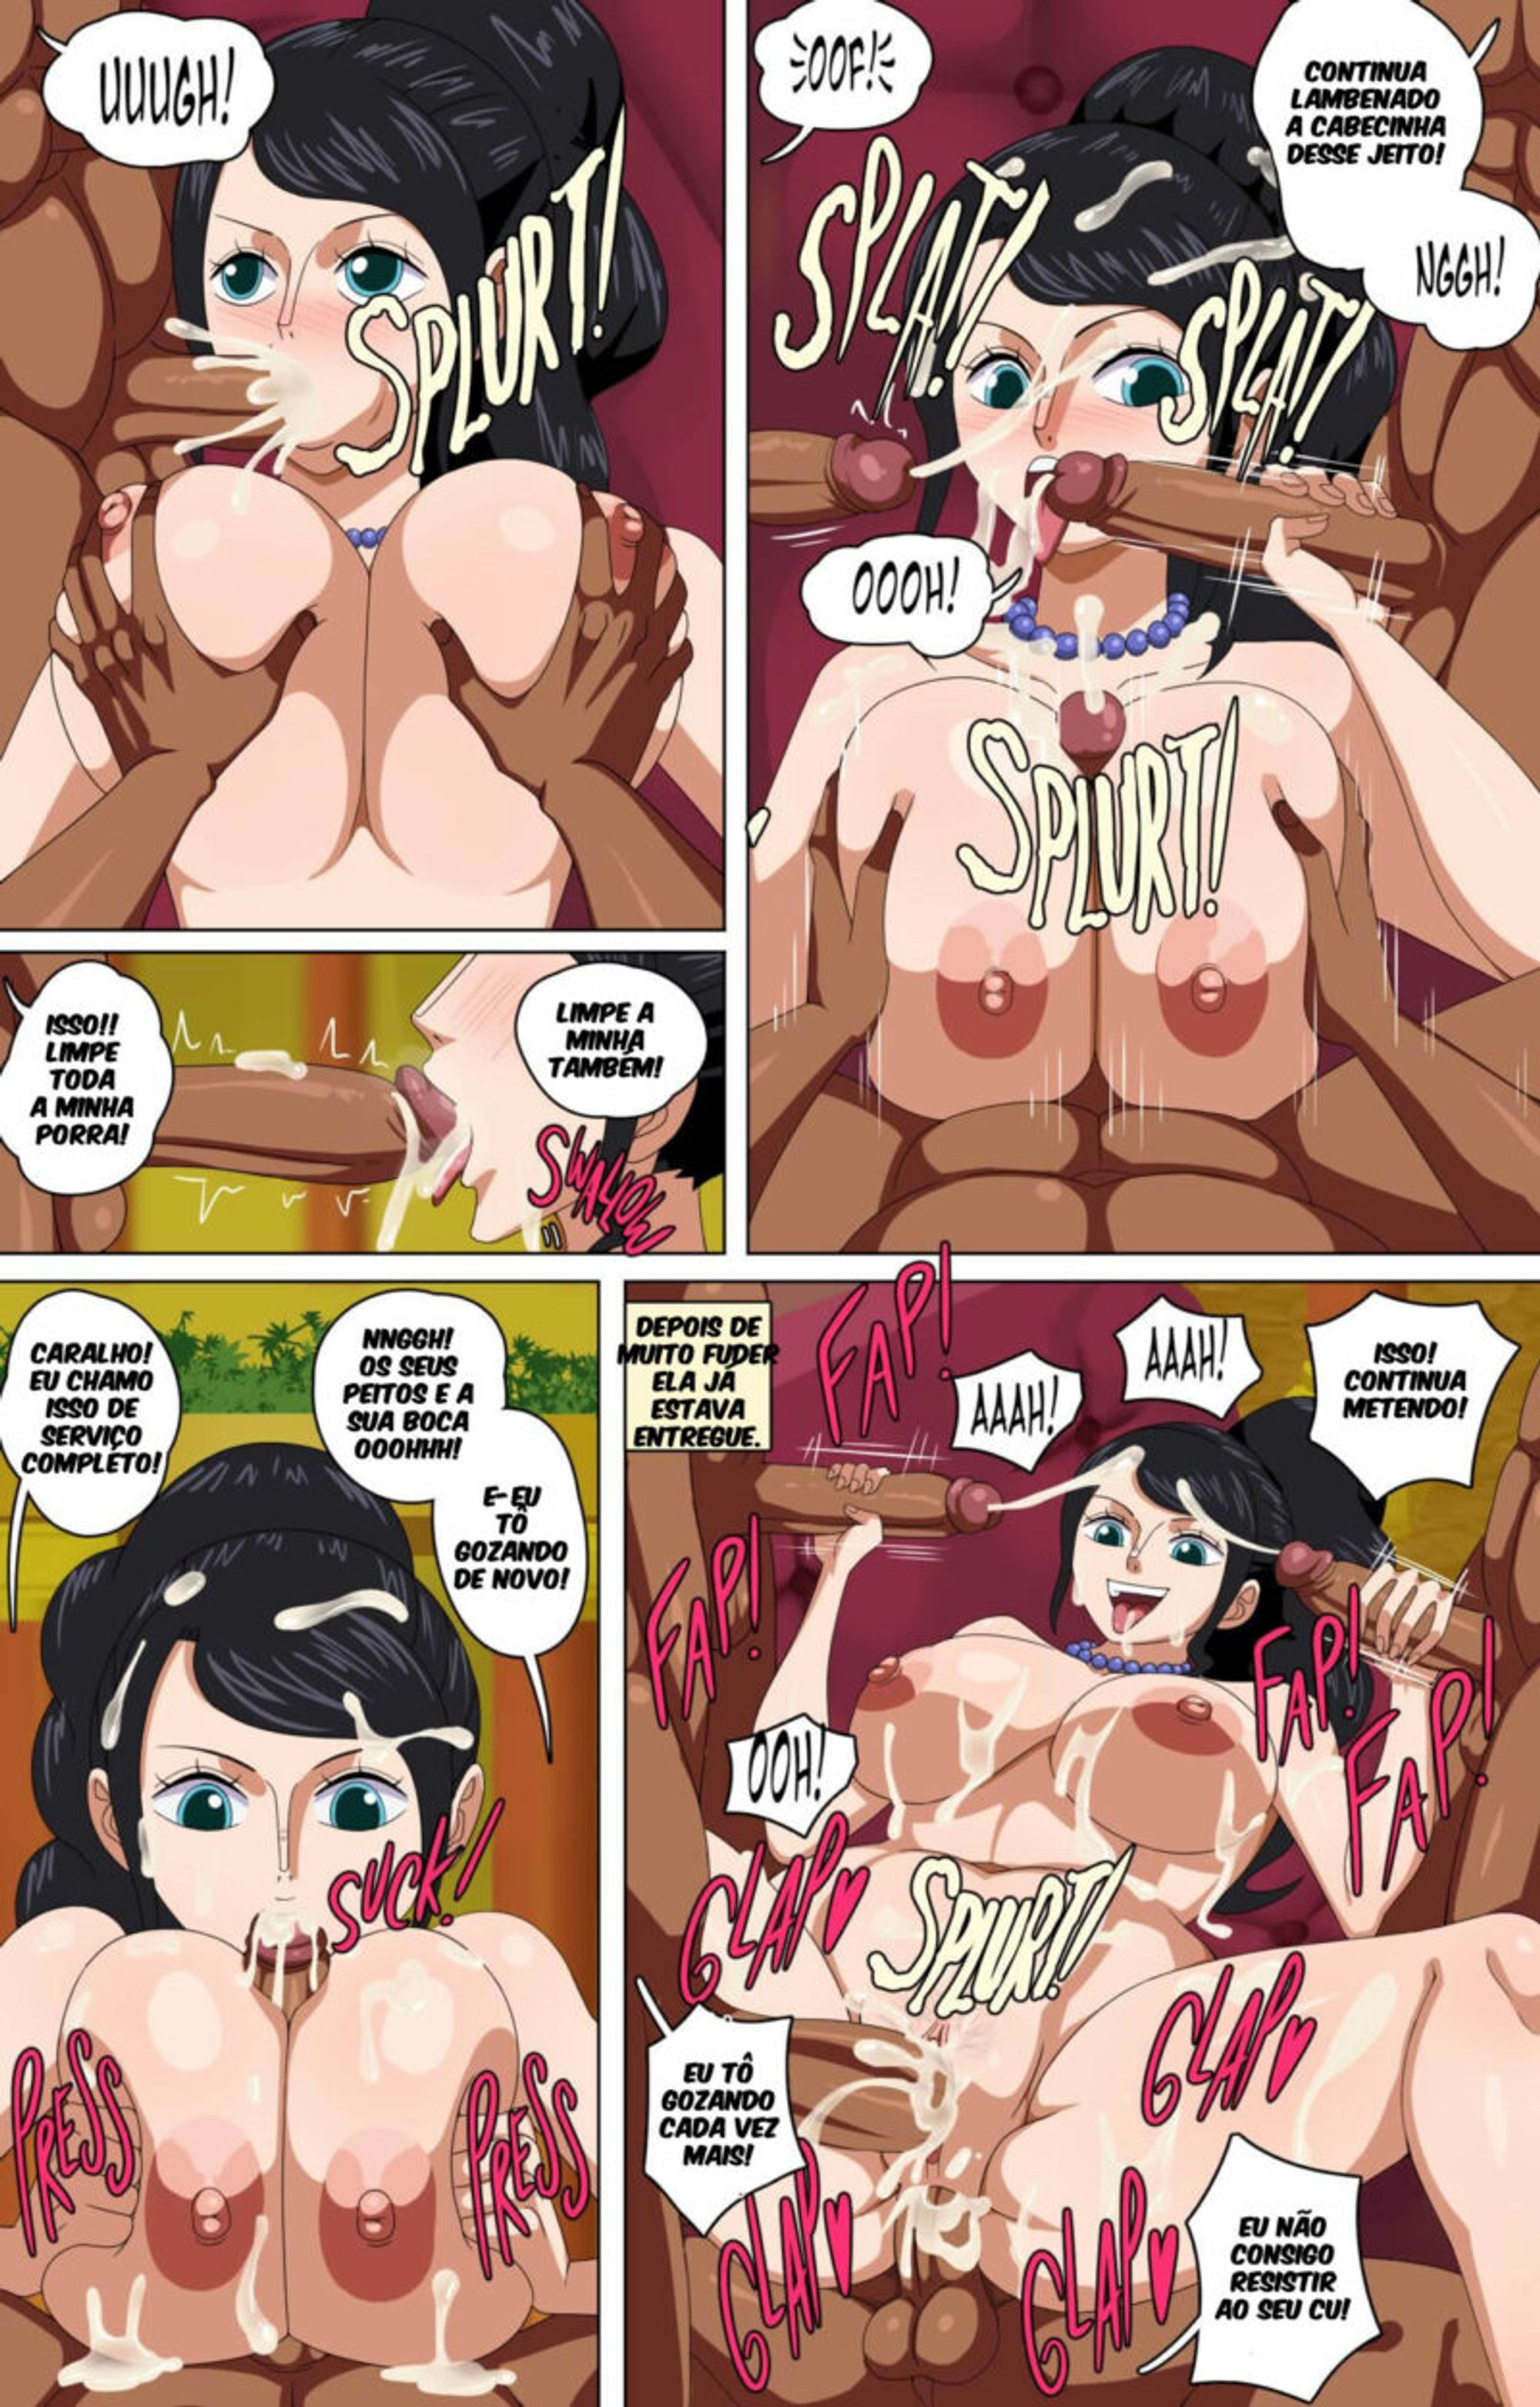 UUUGH!
SPLURT!
OOF!
CONTINUA
LAMBENADO
A CABECINHA
DESSE JEITO!
NGGH!
SPLAT!
SPLAT!
OOOH!
SPLURT!
ISSO!!
LIMPE
TODA
A MINHA
PORRA!
LIMPE A
MINHA
TAMBÉM!
SWALLOW
CARALHO!
EU CHAMO
ISSO DE
SERVIÇO
COMPLETO!
NNGGH!
OS SEUS
PEITOS E A
SUA BOCA
OOOHHH!
E-EU
TÔ
GOZANDO
DE NOVO!
SUCK!
PRESS
PRESS
DEPOIS DE
MUITO FUDER
ELA JÁ
ESTAVA
ENTREGUE.
FAP!
AAAH!
AAAH!
ISSO!
CONTINUA
METENDO!
FAP!
FAP!
FAP!
OOH!
CLAP♥
SPLURT!
CLAP♥
EU TÔ
GOZANDO
CADA VEZ
MAIS!
CLAP♥
CLAP♥
EU NÃO
CONSIGO
RESISTIR
AO SEU CU!